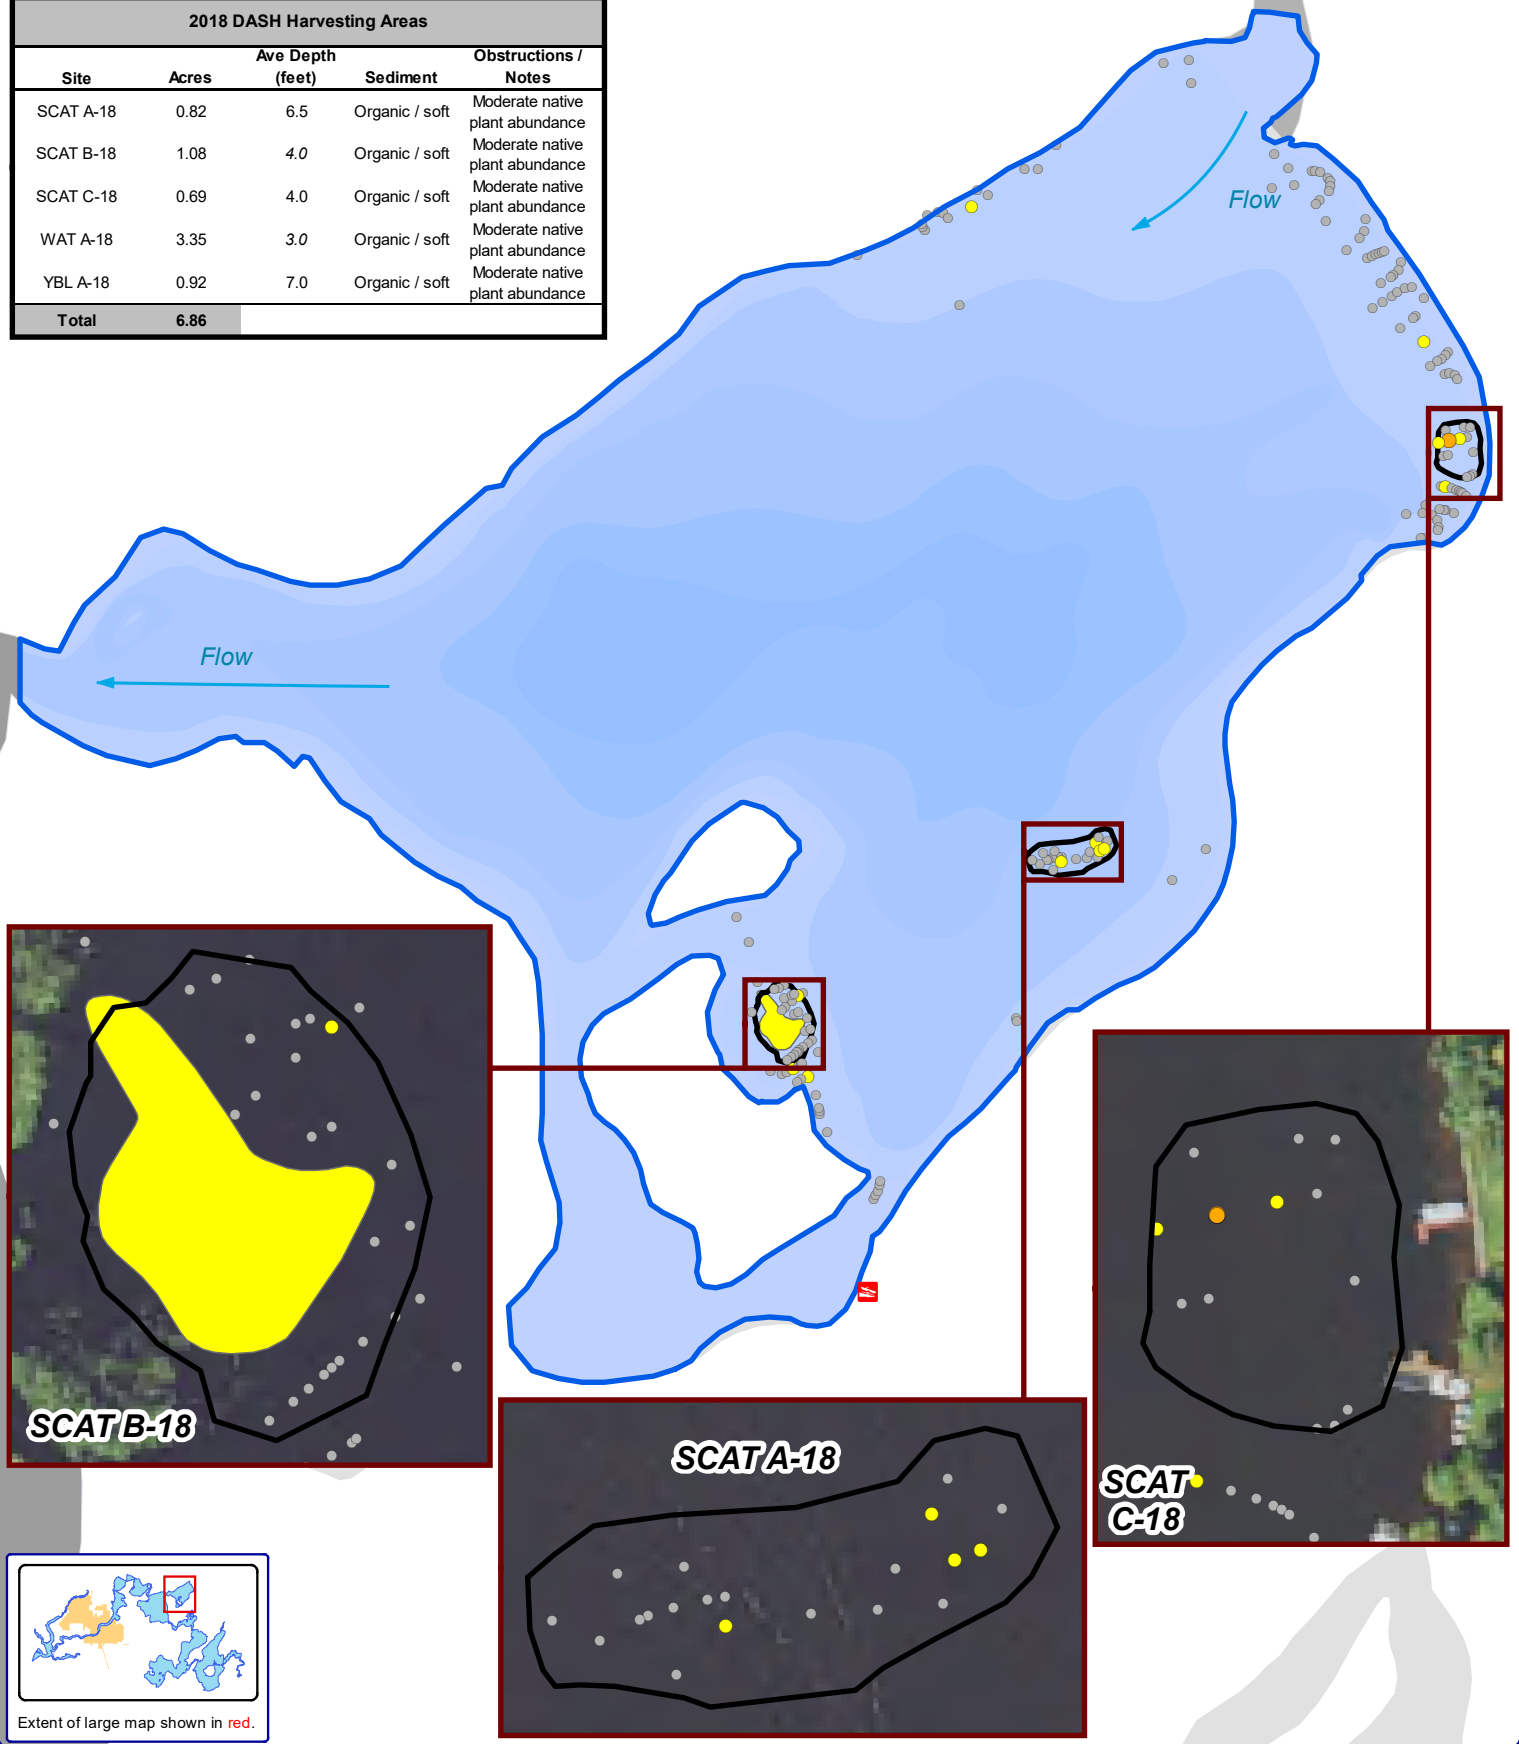 2018 DASH Harvesting Areas
Site Acres Ave Depth (feet) Sediment Obstructions / Notes
SCAT A-18 0.82 6.5 Organic / soft Moderate native plant abundance
SCAT B-18 1.08 4.0 Organic / soft Moderate native plant abundance
SCAT C-18 0.69 4.0 Organic / soft Moderate native plant abundance
WAT A-18 3.35 3.0 Organic / soft Moderate native plant abundance
YBL A-18 0.92 7.0 Organic / soft Moderate native plant abundance
Total 6.86
Flow
Flow
SCAT B-18
SCAT A-18
SCAT
C-18
Extent of large map shown in red.